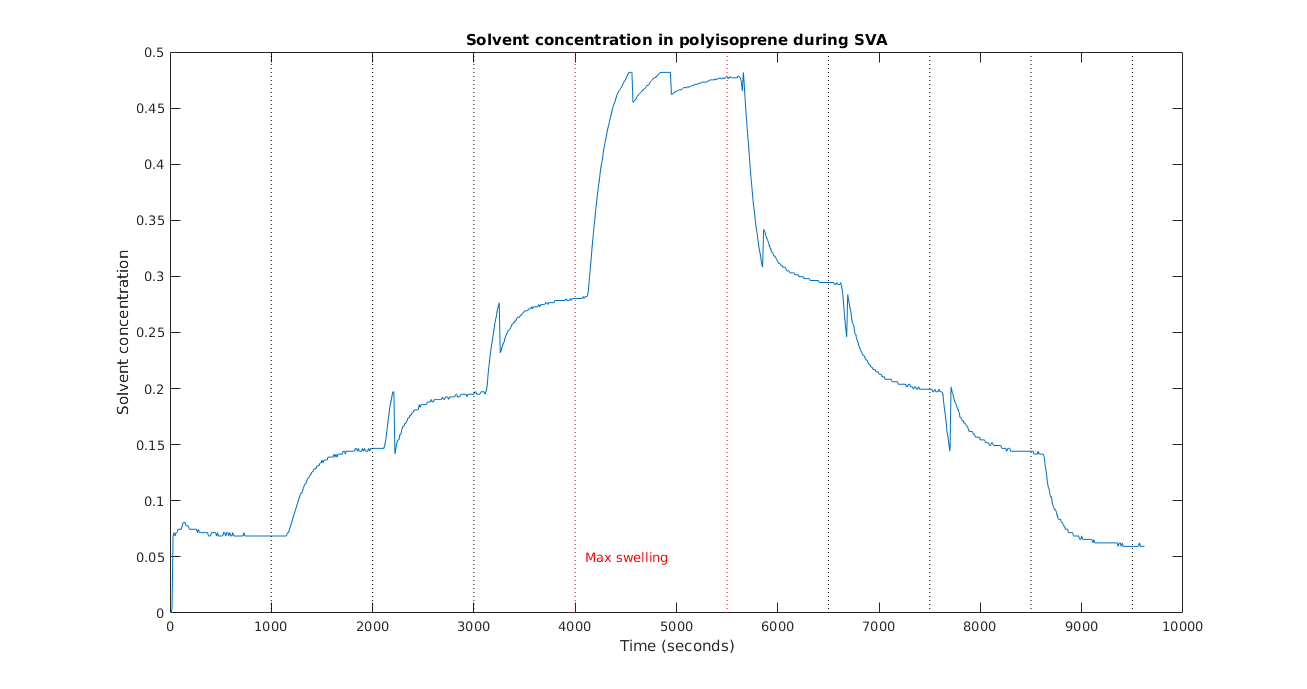 Solvent concentration in polyisoprene during SVA
0.5
0.45
0.4
0.35
0.3
0.25
0.2
0.15
0.1
0.05
0
Solvent concentration
Max swelling
0 1000 2000 3000 4000 5000 6000 7000 8000 9000 10000
Time (seconds)